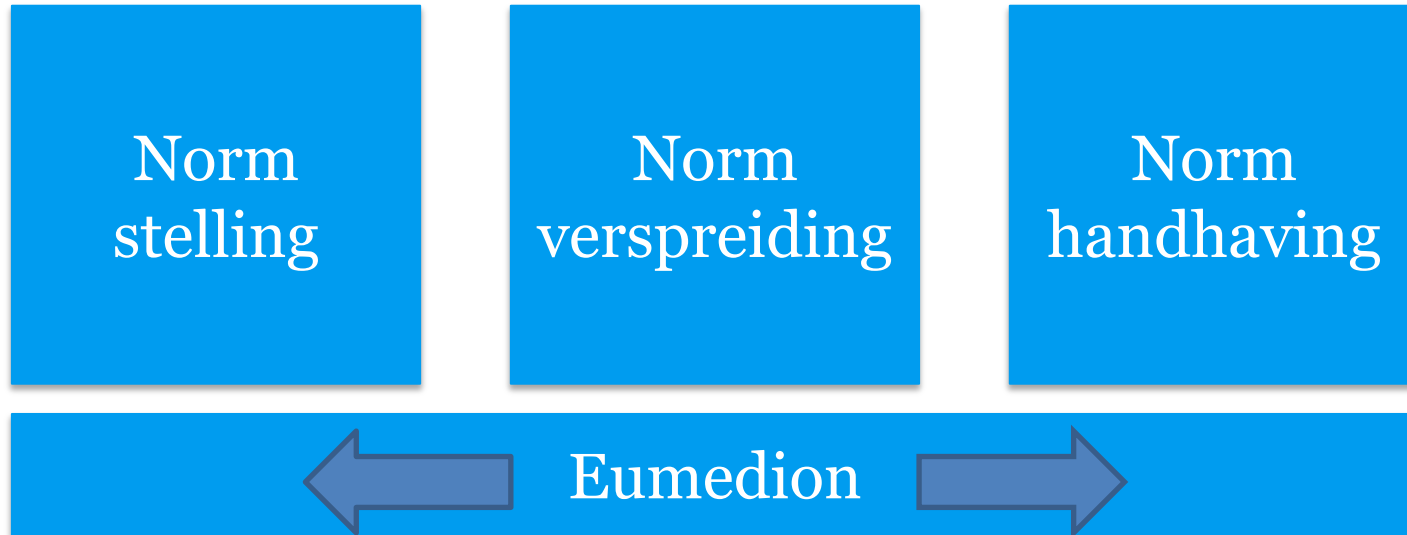 Norm
stelling
Norm
verspreiding
Norm
handhaving
Eumedion